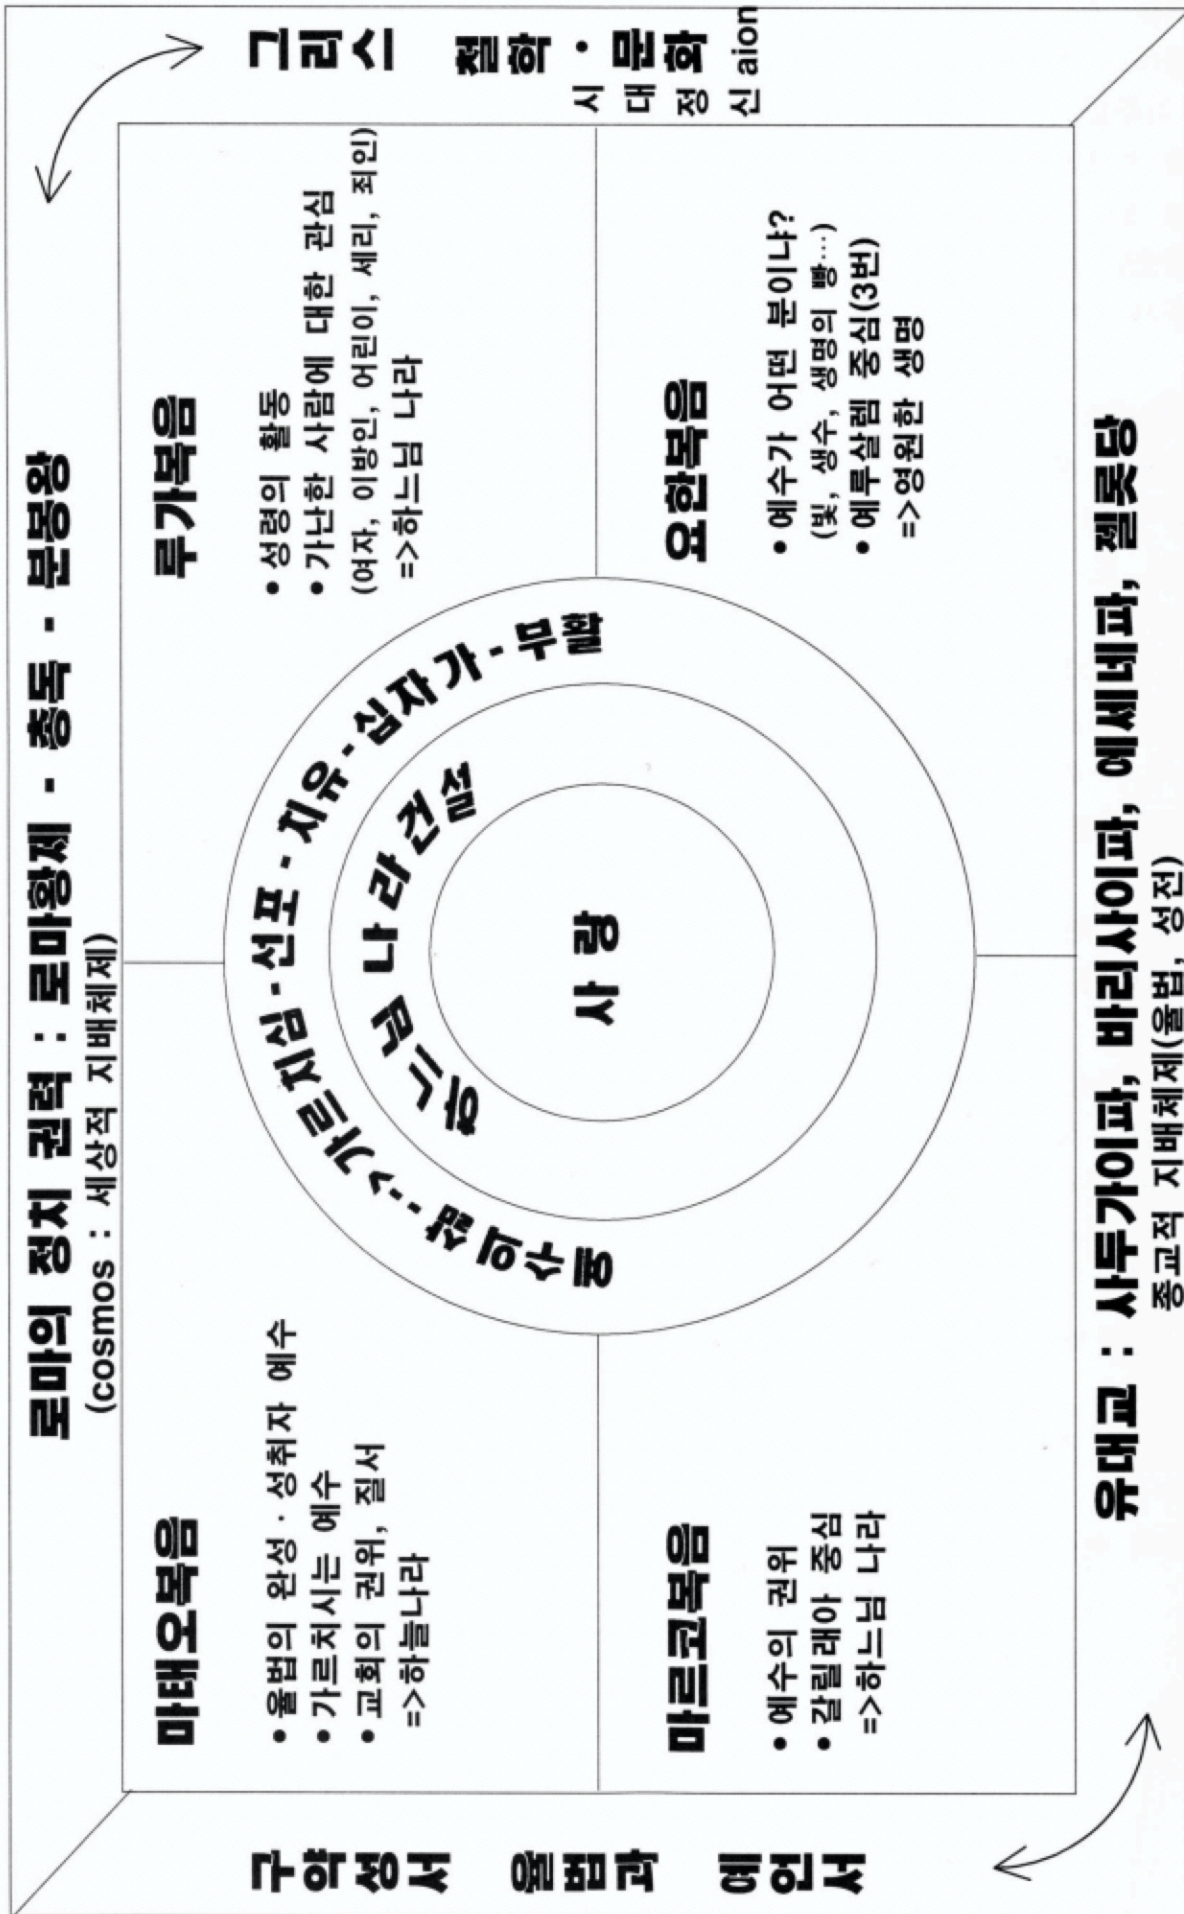 로마의 정치 권력 : 로마황제 - 총독 - 분봉왕
(cosmos : 세상적 지배체제)
구약성서 율법과 예언서
마태오복음
• 율법의 완성·성취자 예수
• 가르치시는 예수
• 교회의 권위, 질서
=>하늘나라
루가복음
• 성령의 활동
• 가난한 사람에 대한 관심
(여자, 이방인, 어린이, 세리, 죄인)
=>하느님 나라
예수의 삶-->가르치심-선포-치유-십자가-부활
하느님 나라 건설
사랑
마르코복음
• 예수의 권위
• 갈릴래아 중심
=>하느님 나라
요한복음
• 예수가 어떤 분이냐?
(빛, 생수, 생명의 빵…)
• 예루살렘 중심(3번)
=>영원한 생명
그리스 철학·문화
시대정신 aion
유대교 : 사두가이파, 바리사이파, 에세네파, 젤롯당
종교적 지배체제(율법, 성전)